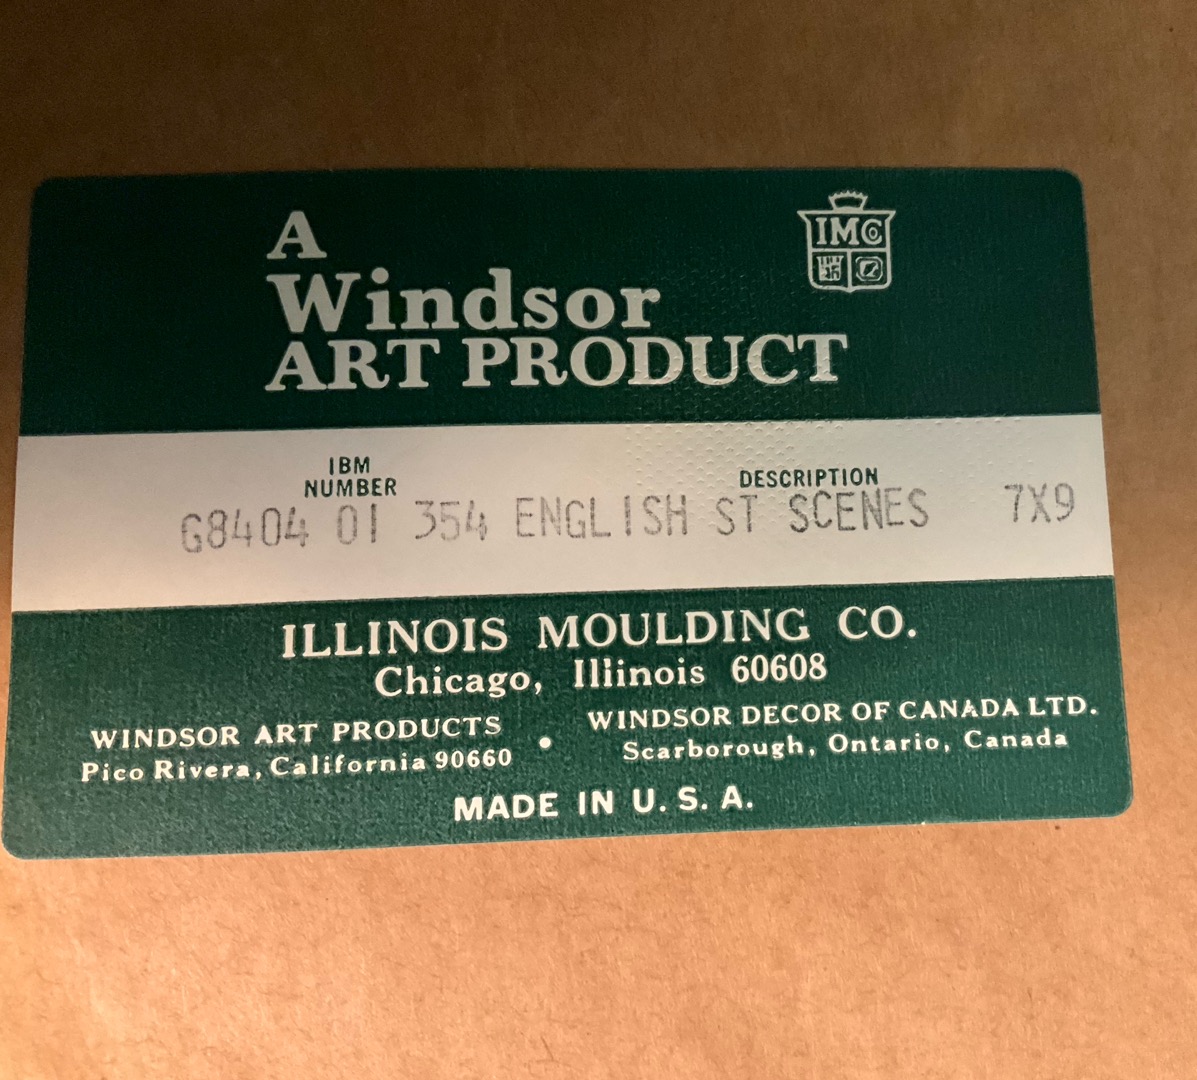 A
Windsor
ART PRODUCT
IMCo
IBM
NUMBER
DESCRIPTION
G8404 01 354 ENGLISH ST SCENES 7X9
ILLINOIS MOULDING CO.
Chicago, Illinois 60608
WINDSOR ART PRODUCTS
Pico Rivera, California 90660
•
WINDSOR DECOR OF CANADA LTD.
Scarborough, Ontario, Canada
MADE IN U. S. A.